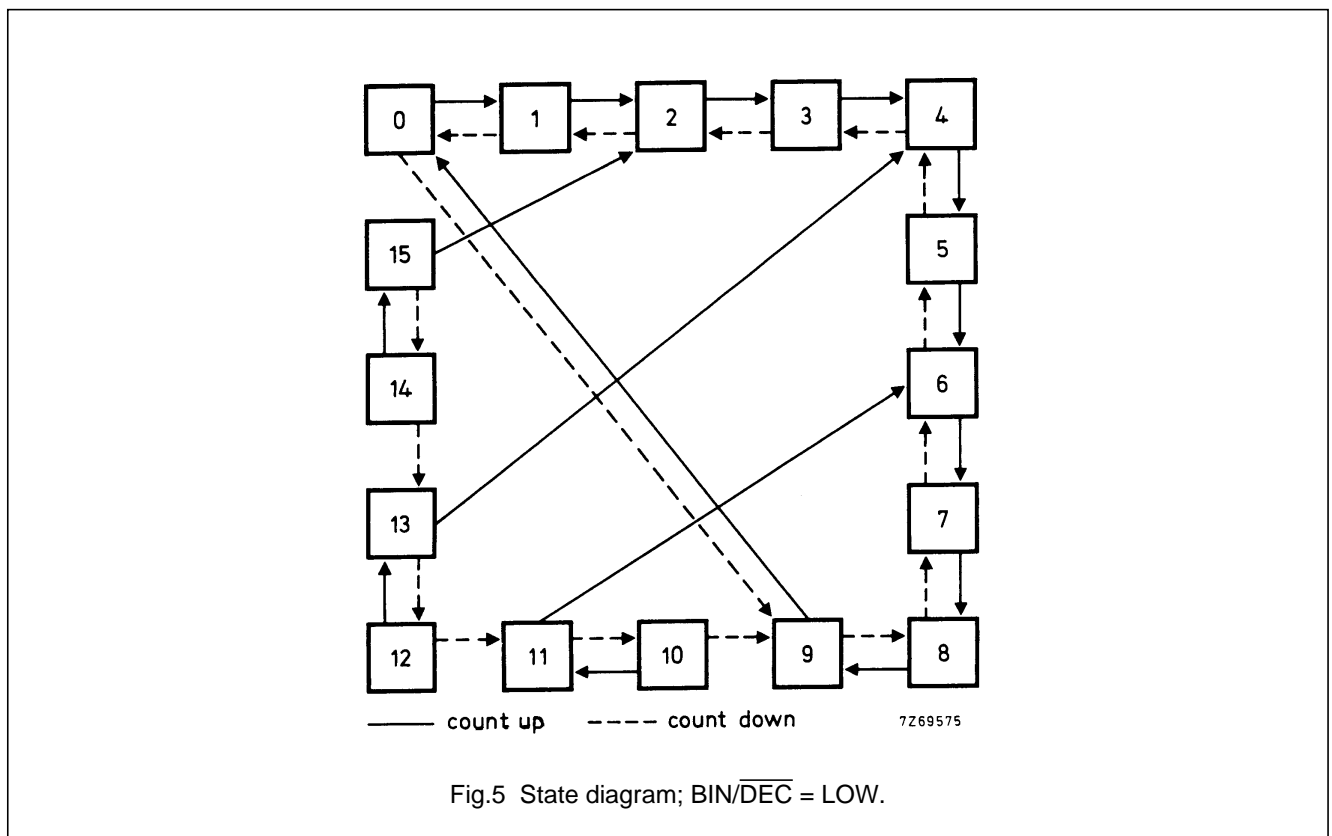 0 1 2 3 4
15 5
14 6
13 7
12 11 10 9 8
count up count down 7Z69575
Fig.5 State diagram; BIN/D̅E̅C̅ = LOW.